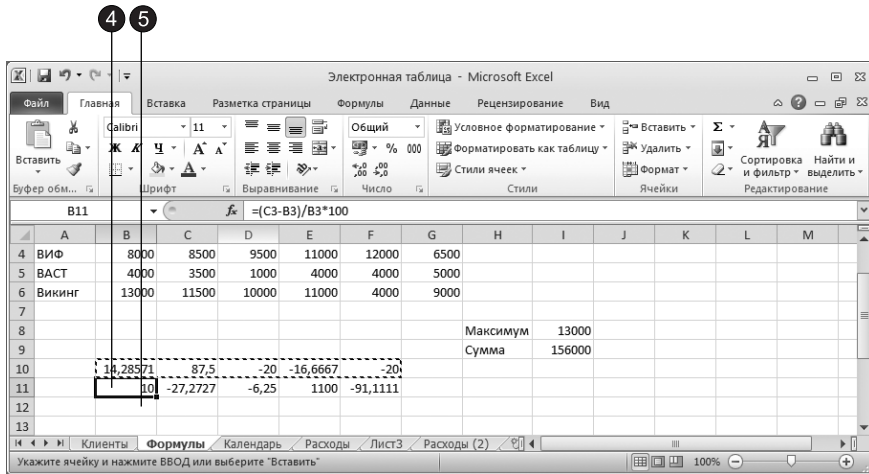 4 5
Электронная таблица - Microsoft Excel
Файл Главная Вставка Разметка страницы Формулы Данные Рецензирование Вид
Calibri 11 Общий Условное форматирование Вставить Σ
Вставить Ж К Ч А А % 000 Форматировать как таблицу Удалить Сортировка и фильтр Найти и выделить
А Стили ячеек Формат
Буфер обм... Шрифт Выравнивание Число Стили Ячейки Редактирование
B11 fx =(C3-B3)/B3*100
A B C D E F G H I J K L M
4 ВИФ 8000 8500 9500 11000 12000 6500
5 ВАСТ 4000 3500 1000 4000 4000 5000
6 Викинг 13000 11500 10000 11000 4000 9000
7
8 Максимум 13000
9 Сумма 156000
10 14,28571 87,5 -20 -16,6667 -20
11 10 -27,2727 -6,25 1100 -91,1111
12
13
Клиенты Формулы Календарь Расходы Лист3 Расходы (2)
Укажите ячейку и нажмите ВВОД или выберите "Вставить" 100%